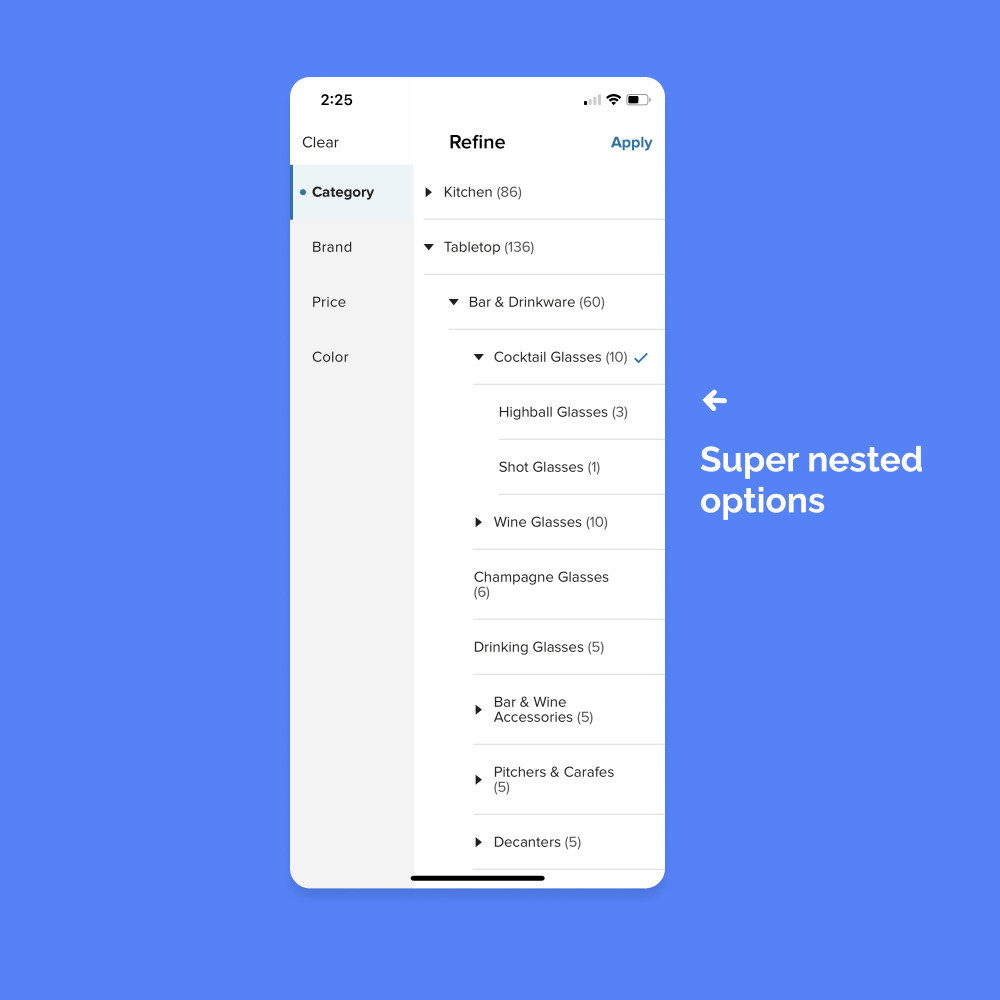 2:25
Clear
Refine
Apply
Category
Brand
Price
Color
Kitchen (86)
Tabletop (136)
Bar & Drinkware (60)
Cocktail Glasses (10)
Highball Glasses (3)
Shot Glasses (1)
Wine Glasses (10)
Champagne Glasses
(6)
Drinking Glasses (5)
Bar & Wine
Accessories (5)
Pitchers & Carafes
(5)
Decanters (5)
Super nested
options